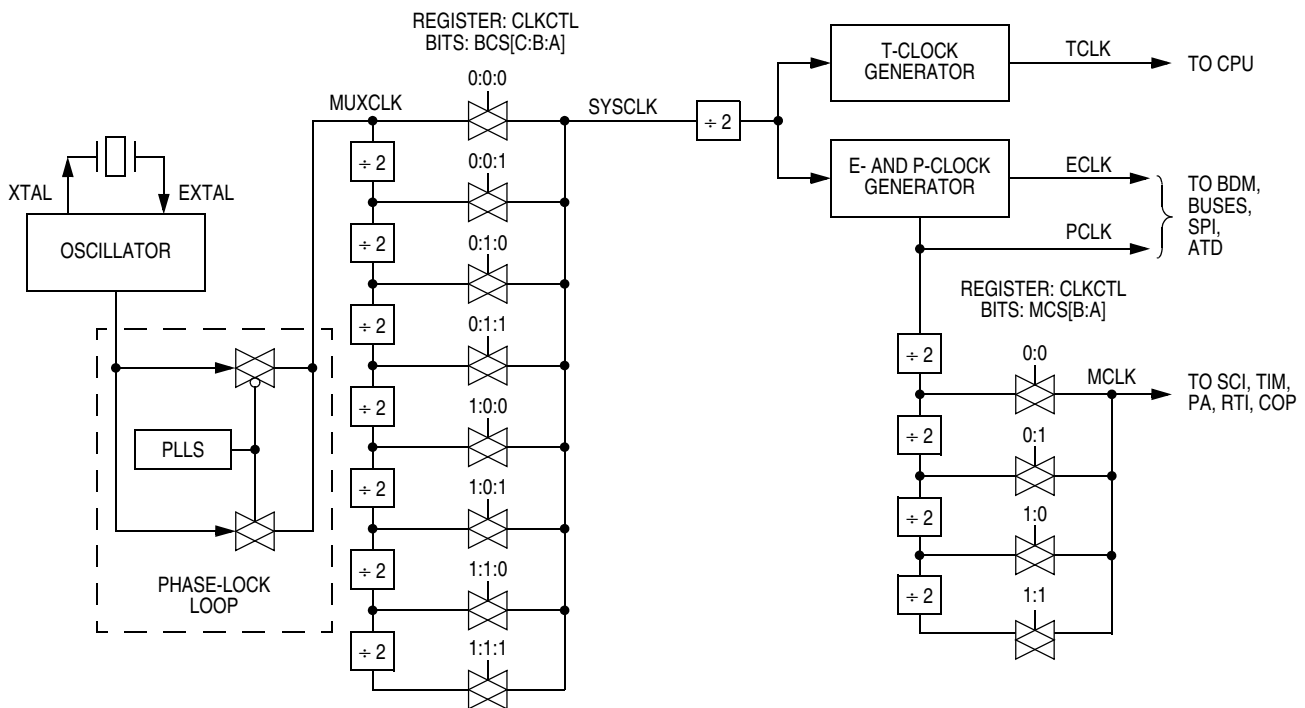 REGISTER: CLKCTL
BITS: BCS[C:B:A]
0:0:0
MUXCLK
SYSCLK
÷ 2
T-CLOCK
GENERATOR
TCLK
TO CPU
E- AND P-CLOCK
GENERATOR
ECLK
PCLK
TO BDM,
BUSES,
SPI,
ATD
XTAL
EXTAL
OSCILLATOR
PLLS
PHASE-LOCK
LOOP
÷ 2
0:0:1
÷ 2
0:1:0
÷ 2
0:1:1
÷ 2
1:0:0
÷ 2
1:0:1
÷ 2
1:1:0
÷ 2
1:1:1
REGISTER: CLKCTL
BITS: MCS[B:A]
÷ 2
0:0
MCLK
TO SCI, TIM,
PA, RTI, COP
÷ 2
0:1
÷ 2
1:0
÷ 2
1:1